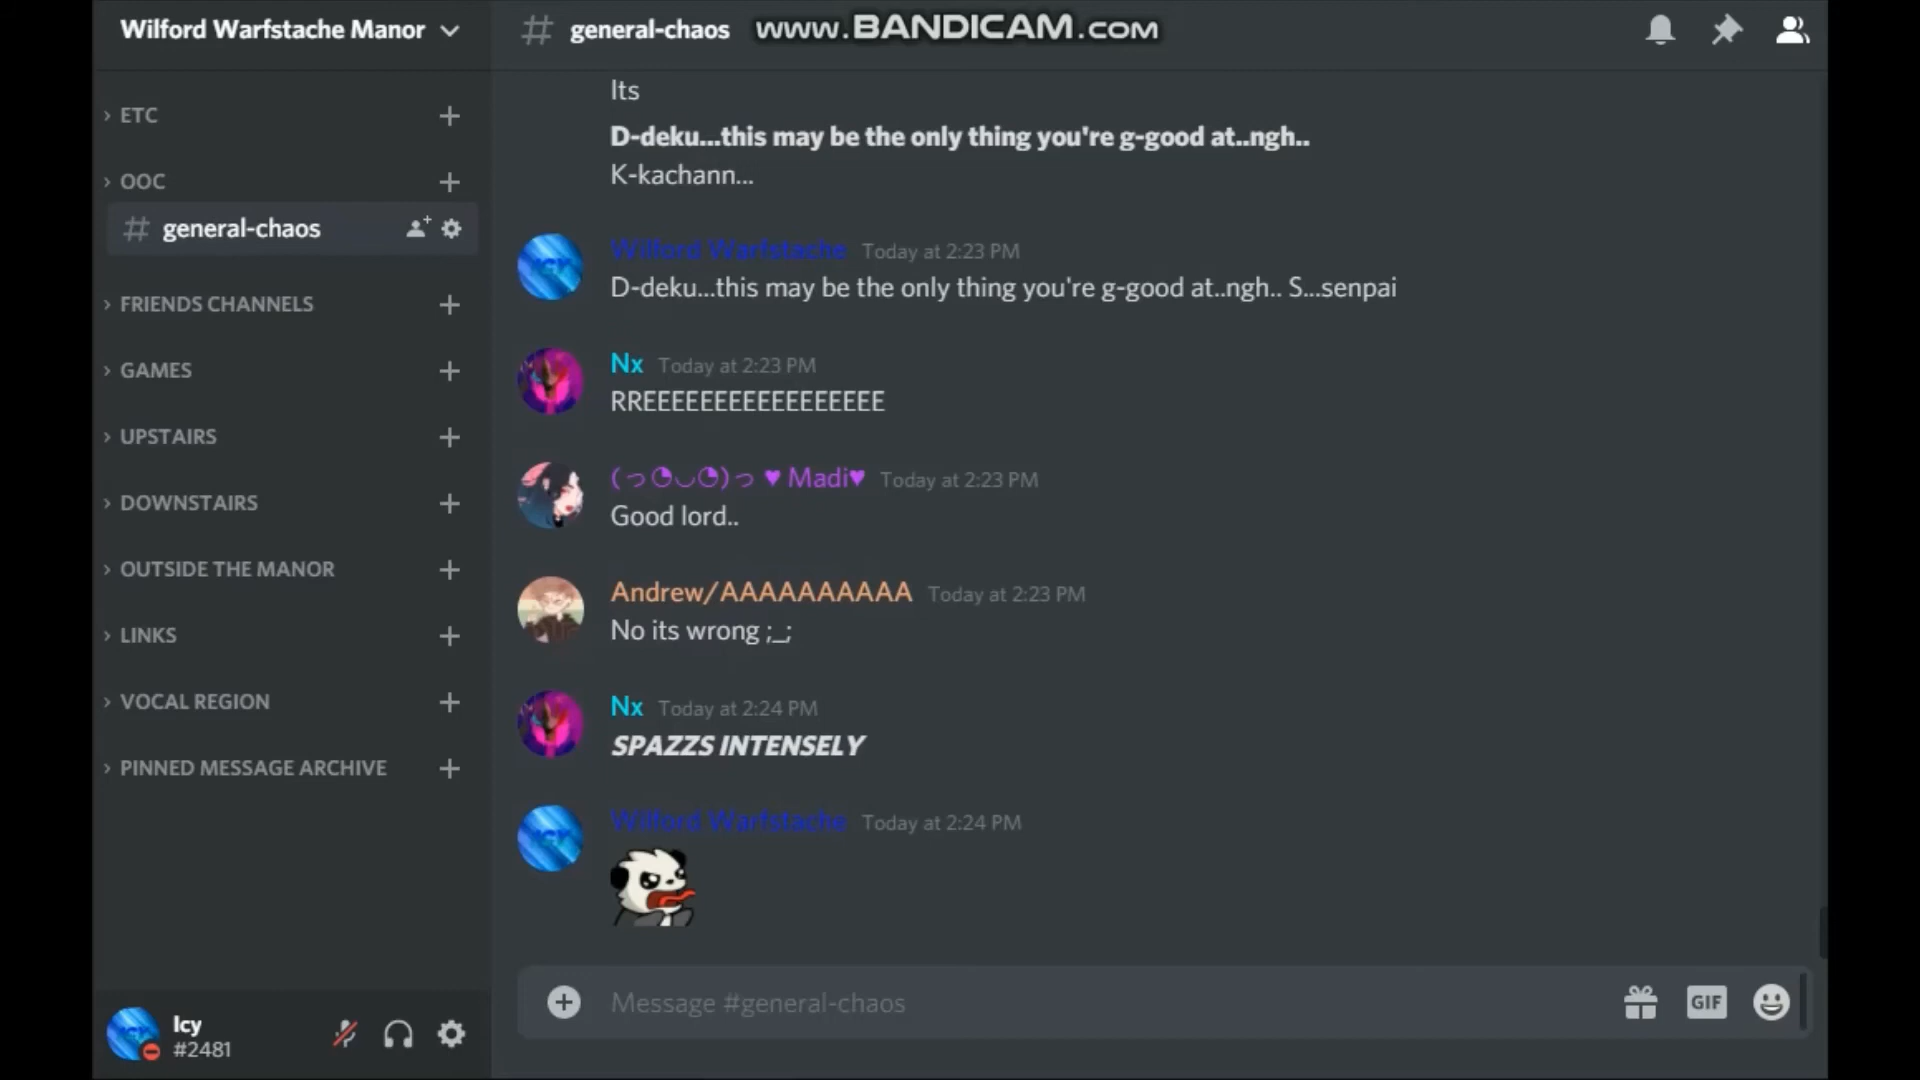 Wilford Warfstache Manor
# general-chaos
www.BANDICAM.com
ETC
OOC
# general-chaos
FRIENDS CHANNELS
GAMES
UPSTAIRS
DOWNSTAIRS
OUTSIDE THE MANOR
LINKS
VOCAL REGION
PINNED MESSAGE ARCHIVE
Icy
#2481
Its
D-deku...this may be the only thing you're g-good at..ngh..
K-kachann...
Wilford Warfstache Today at 2:23 PM
D-deku...this may be the only thing you're g-good at..ngh.. S...senpai
Nx Today at 2:23 PM
RREEEEEEEEEEEEEEEEE
(っ◔◡◔)っ ♥ Madi♥ Today at 2:23 PM
Good lord..
Andrew/AAAAAAAAAA Today at 2:23 PM
No its wrong ;_;
Nx Today at 2:24 PM
SPAZZS INTENSELY
Wilford Warfstache Today at 2:24 PM
Message #general-chaos
GIF